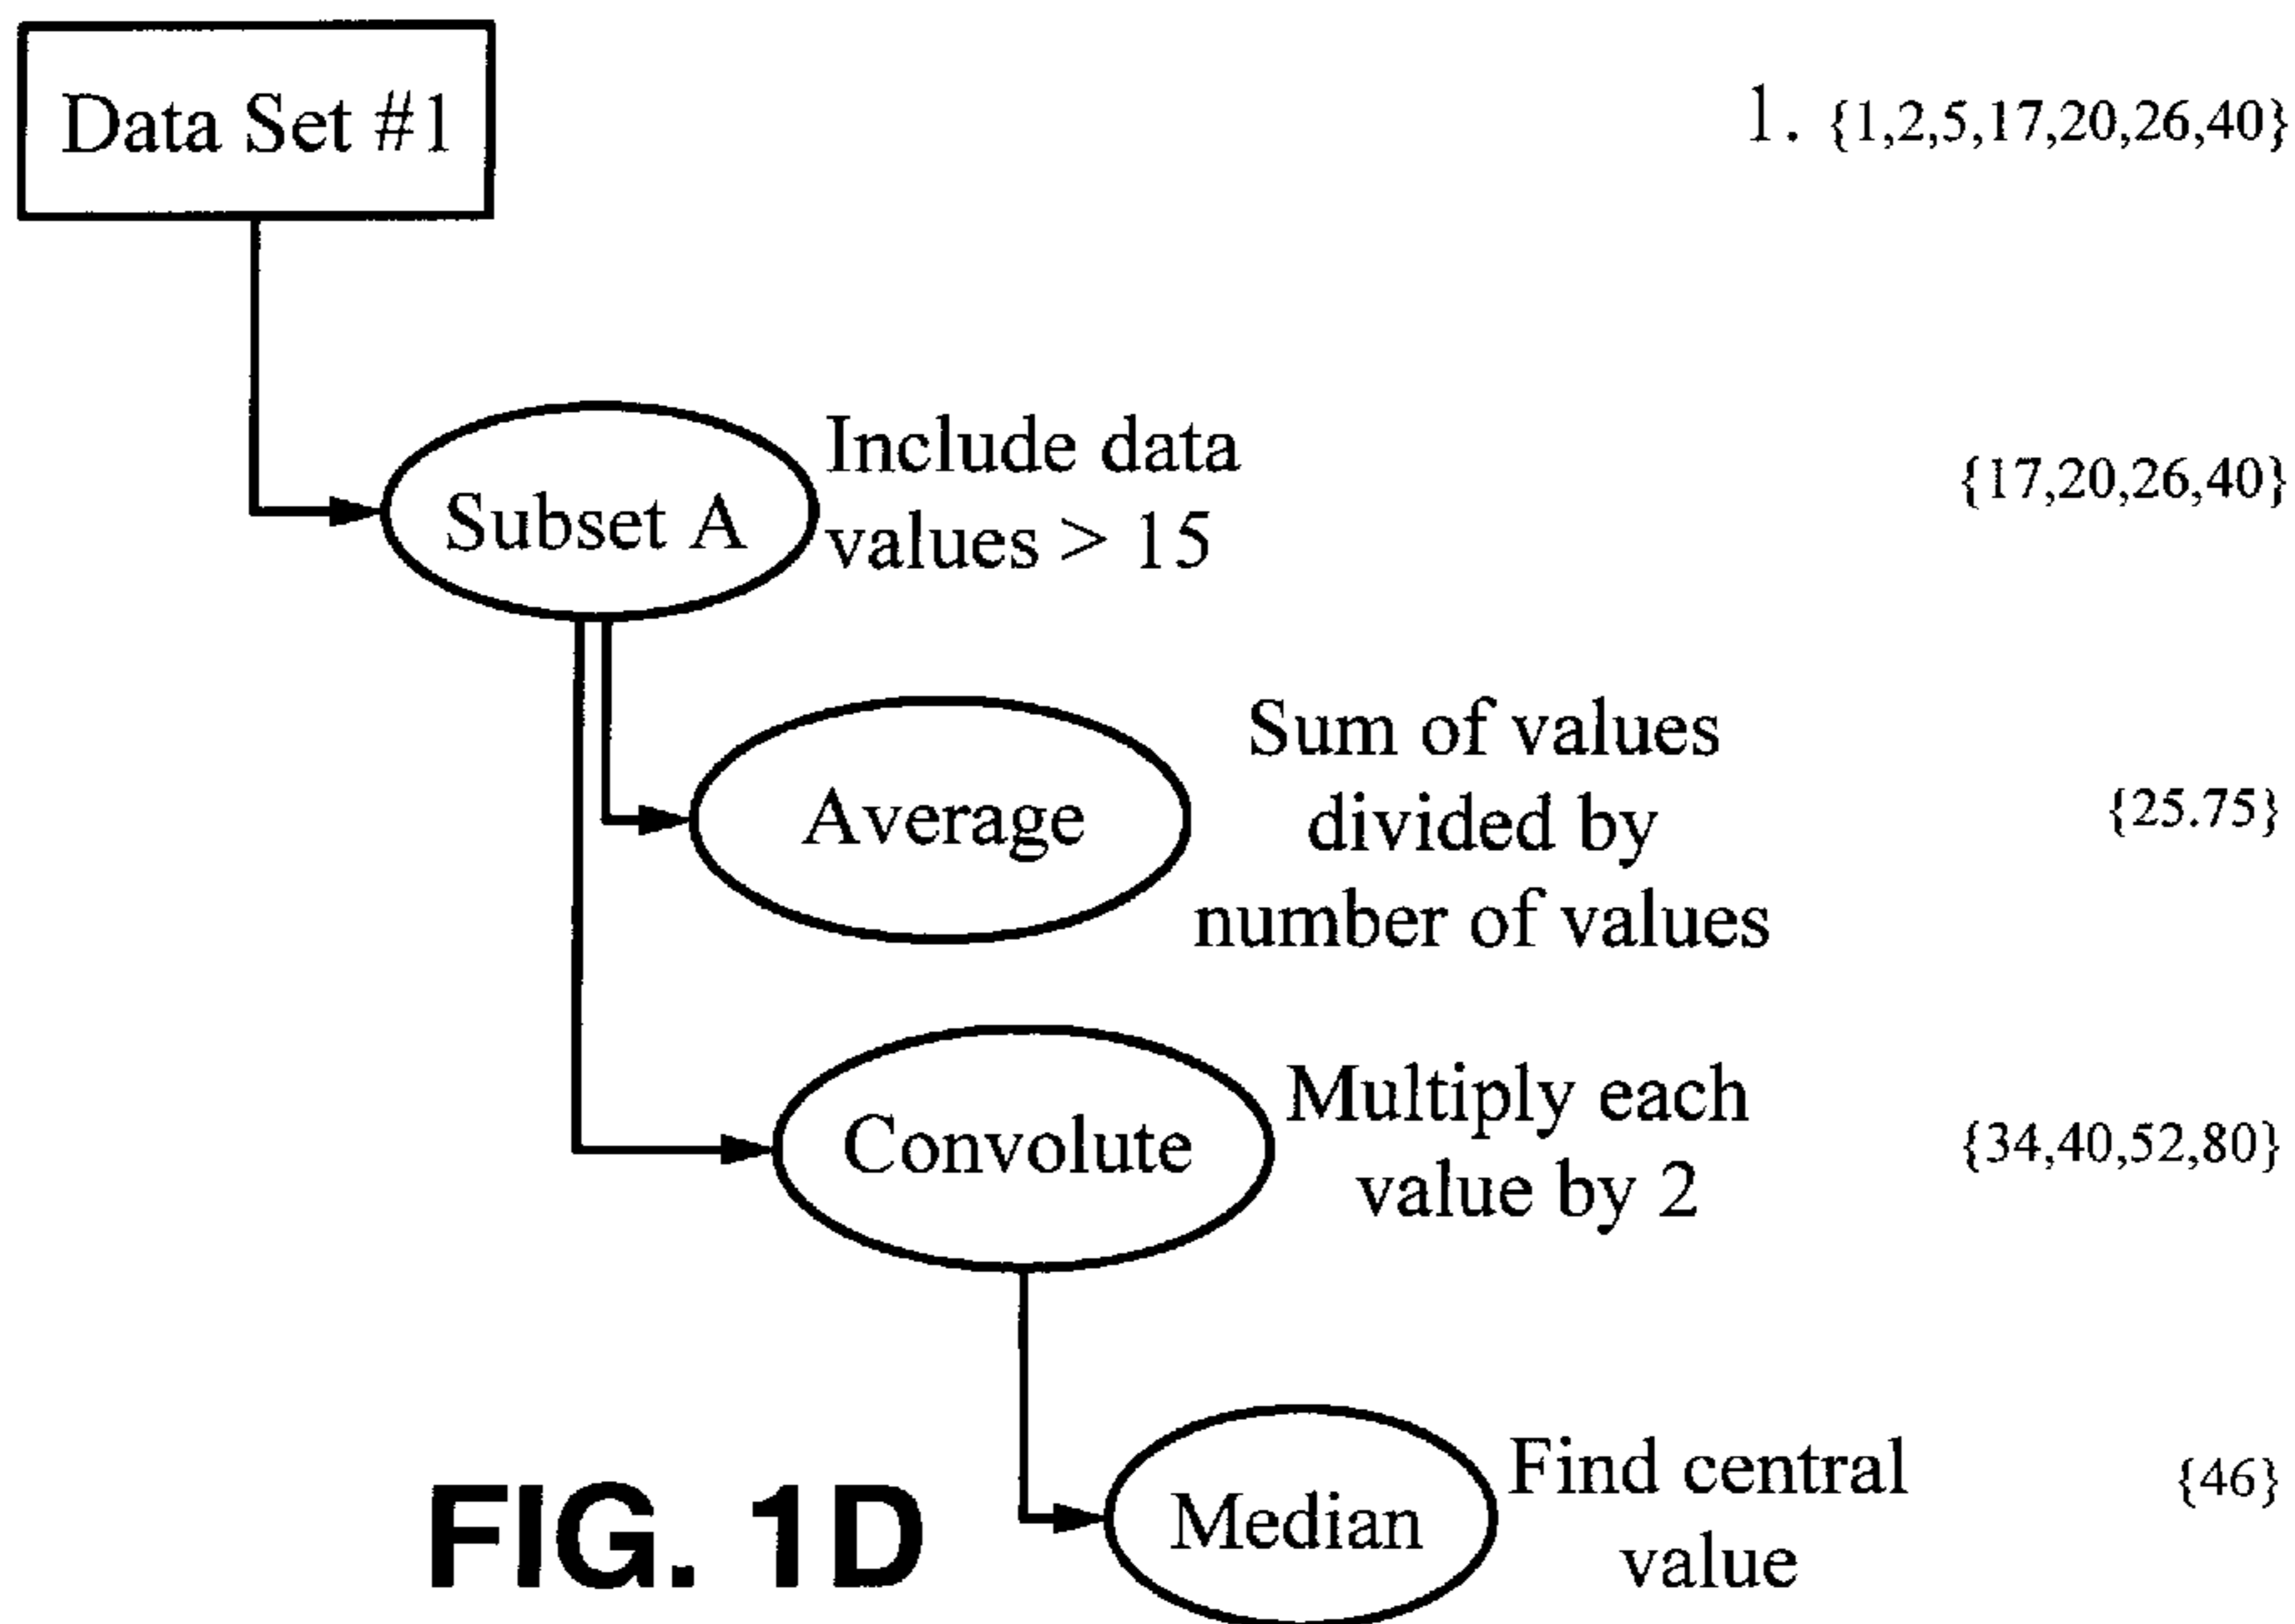 Data Set #1
1. {1,2,5,17,20,26,40}
Subset A
Include data
values > 15
{17,20,26,40}
Average
Sum of values
divided by
number of values
{25.75}
Convolute
Multiply each
value by 2
{34,40,52,80}
Median
Find central
value
{46}
FIG. 1D